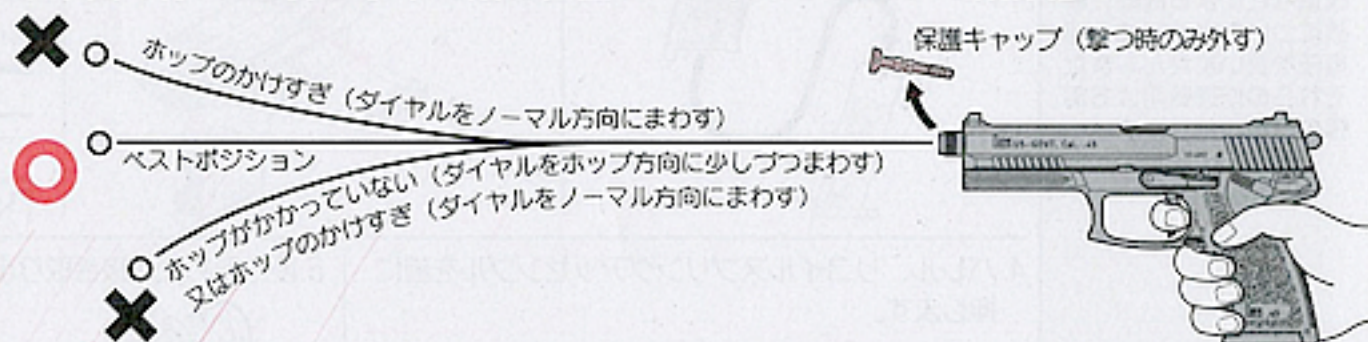 保護キャップ（撃つ時のみ外す）
ホップのかけすぎ（ダイヤルをノーマル方向にまわす）
ベストポジション
ホップがかかっていない（ダイヤルをホップ方向に少しづつまわす）
又はホップのかけすぎ（ダイヤルをノーマル方向にまわす）